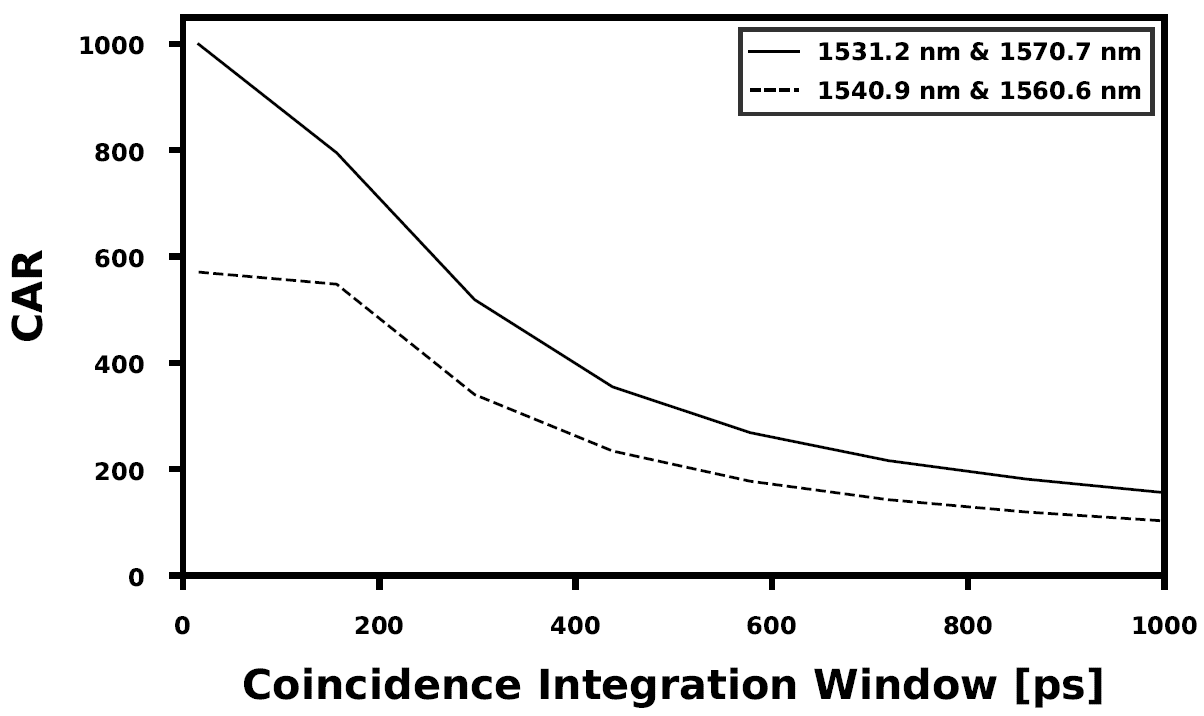 1531.2 nm & 1570.7 nm
1540.9 nm & 1560.6 nm
CAR
1000
800
600
400
200
0
0 200 400 600 800 1000
Coincidence Integration Window [ps]